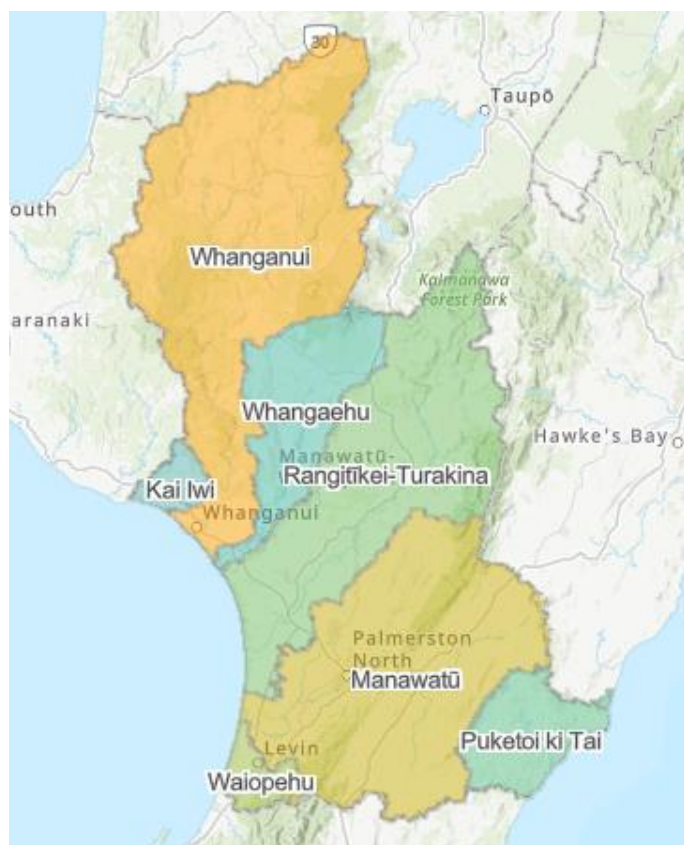 30
Taupō
outh
Whanganui
Kalmanawa
Forest Park
aranaki
Whangaehu
Hawke's Bay
Manawatū-
Rangitīkei-Turakina
Kai Iwi
Whanganui
Palmerston
North
Manawatū
Puketoi ki Tai
Levin
Waiopehu